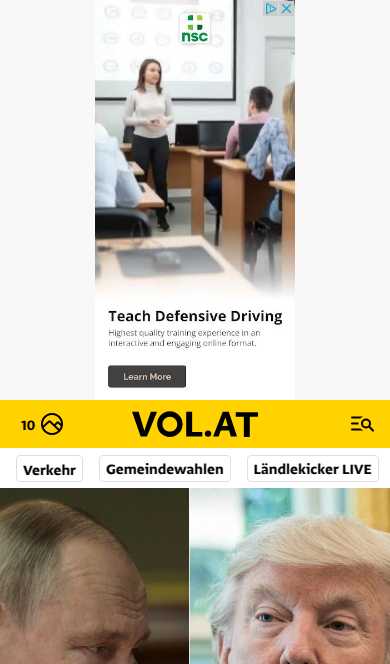 nsc
Teach Defensive Driving
Highest quality training experience in an
interactive and engaging online format.
Learn More
10
VOL.AT
Verkehr
Gemeindewahlen
Ländlekicker LIVE